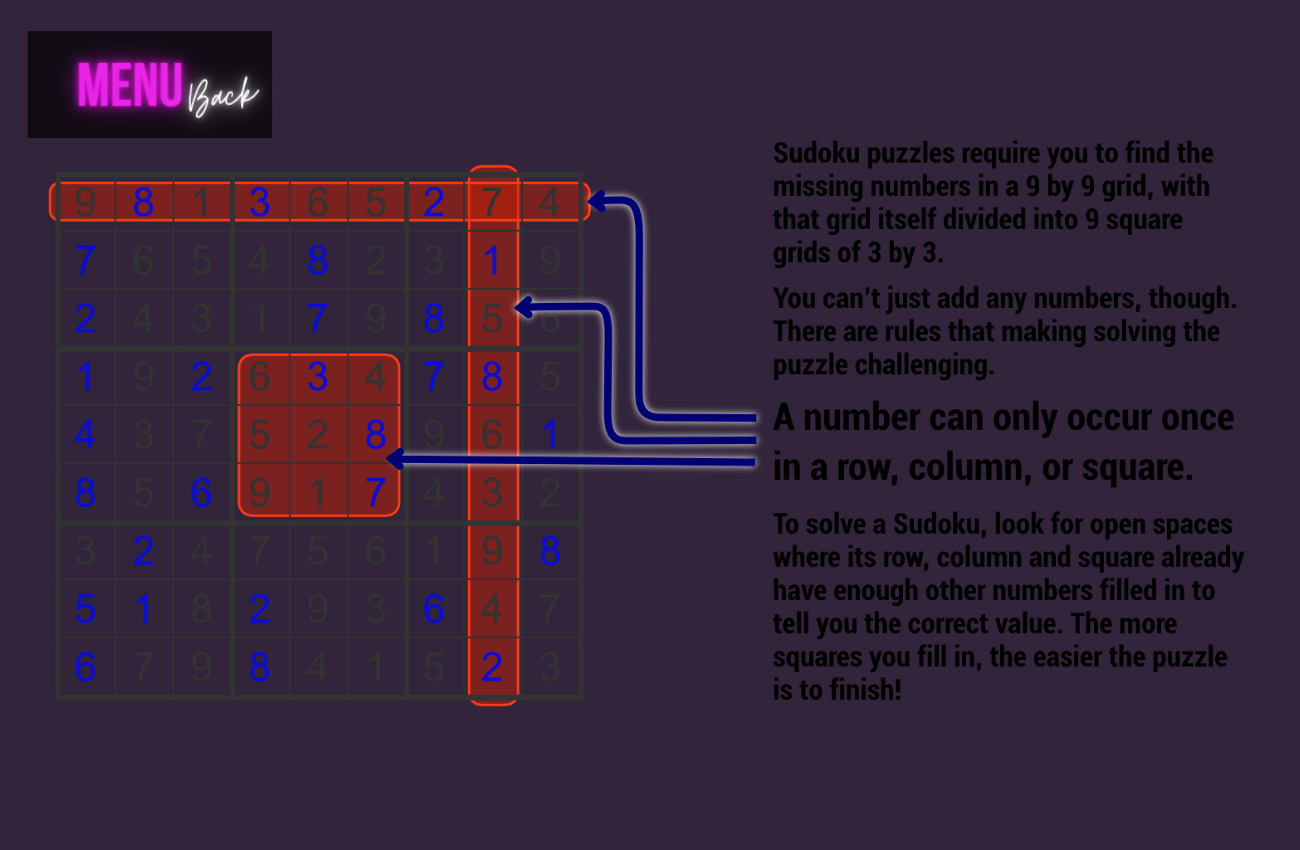 MENU Back
9 8 1 3 6 5 2 7 4
7 6 5 4 8 2 3 1 9
2 4 3 1 7 9 8 5 6
1 9 2 6 3 4 7 8 5
4 3 7 5 2 8 9 6 1
8 5 6 9 1 7 4 3 2
3 2 4 7 5 6 1 9 8
5 1 8 2 9 3 6 4 7
6 7 9 8 4 1 5 2 3
Sudoku puzzles require you to find the
missing numbers in a 9 by 9 grid, with
that grid itself divided into 9 square
grids of 3 by 3.
You can't just add any numbers, though.
There are rules that making solving the
puzzle challenging.
A number can only occur once
in a row, column, or square.
To solve a Sudoku, look for open spaces
where its row, column and square already
have enough other numbers filled in to
tell you the correct value. The more
squares you fill in, the easier the puzzle
is to finish!